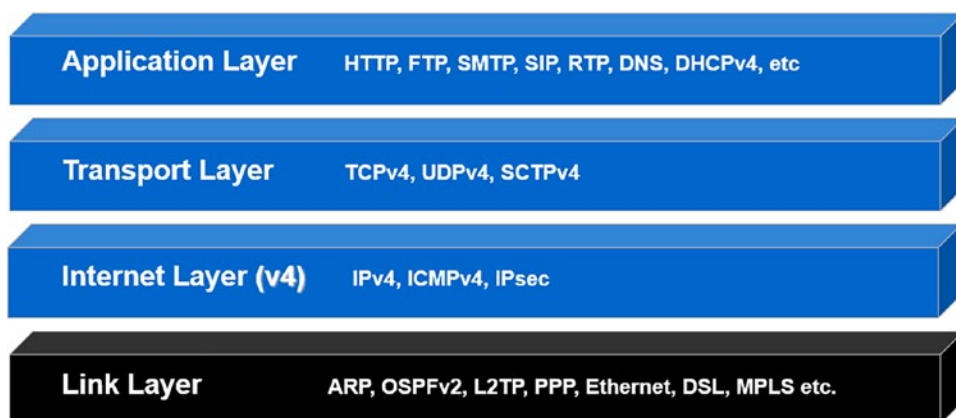 Application Layer HTTP, FTP, SMTP, SIP, RTP, DNS, DHCPv4, etc
Transport Layer TCPv4, UDPv4, SCTPv4
Internet Layer (v4) IPv4, ICMPv4, IPsec
Link Layer ARP, OSPFv2, L2TP, PPP, Ethernet, DSL, MPLS etc.